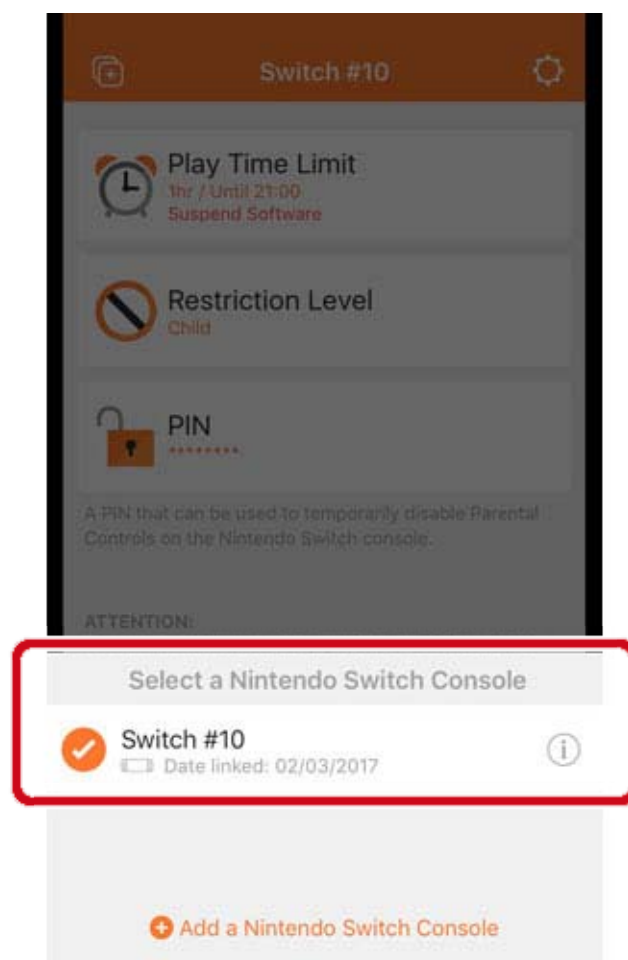 Switch #10
Play Time Limit
1hr / Until 21:00
Suspend Software
Restriction Level
Child
PIN
********
A PIN that can be used to temporarily disable Parental
Controls on the Nintendo Switch console.
ATTENTION:
Select a Nintendo Switch Console
Switch #10
Date linked: 02/03/2017
Add a Nintendo Switch Console